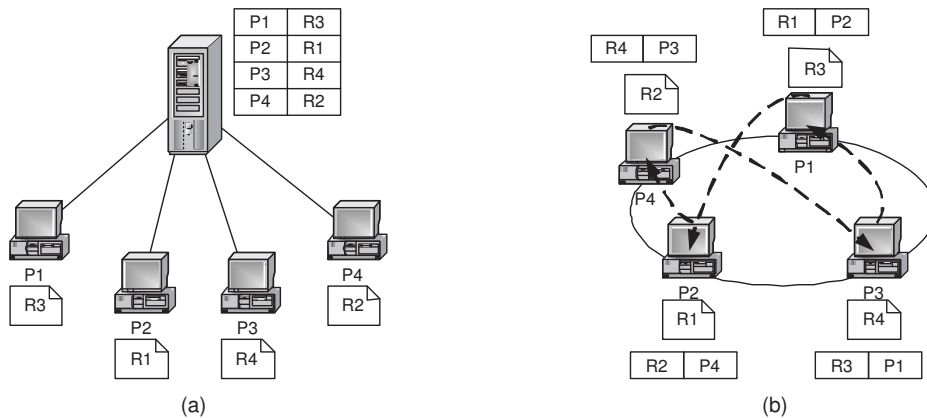 P1 R3
P2 R1
P3 R4
P4 R2
P1
R3
P2
R1
P3
R4
P4
R2
(a)
R1 P2
R4 P3
R3
R2
P1
P4
P2
P3
R1
R4
R2 P4
R3 P1
(b)